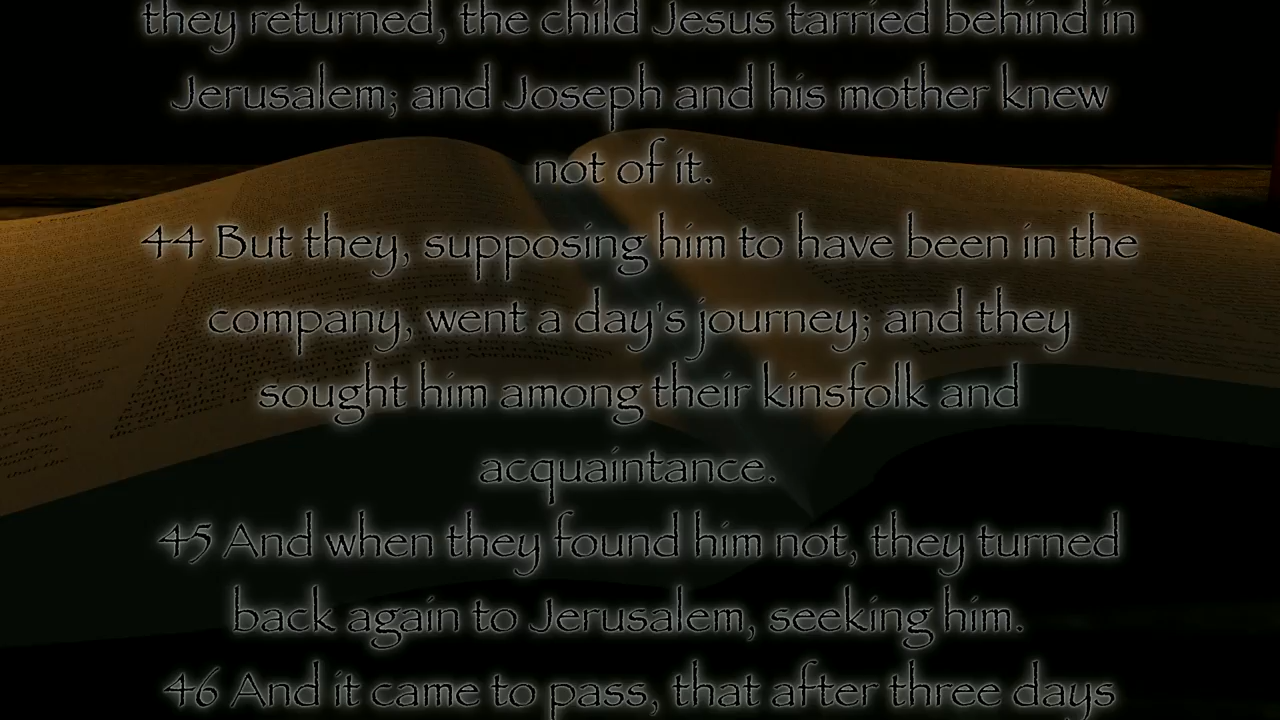 they returned, the child Jesus tarried behind in
Jerusalem; and Joseph and his mother knew
not of it.
44 But they, supposing him to have been in the
company, went a day's journey; and they
sought him among their kinsfolk and
acquaintance.
45 And when they found him not, they turned
back again to Jerusalem, seeking him.
46 And it came to pass, that after three days